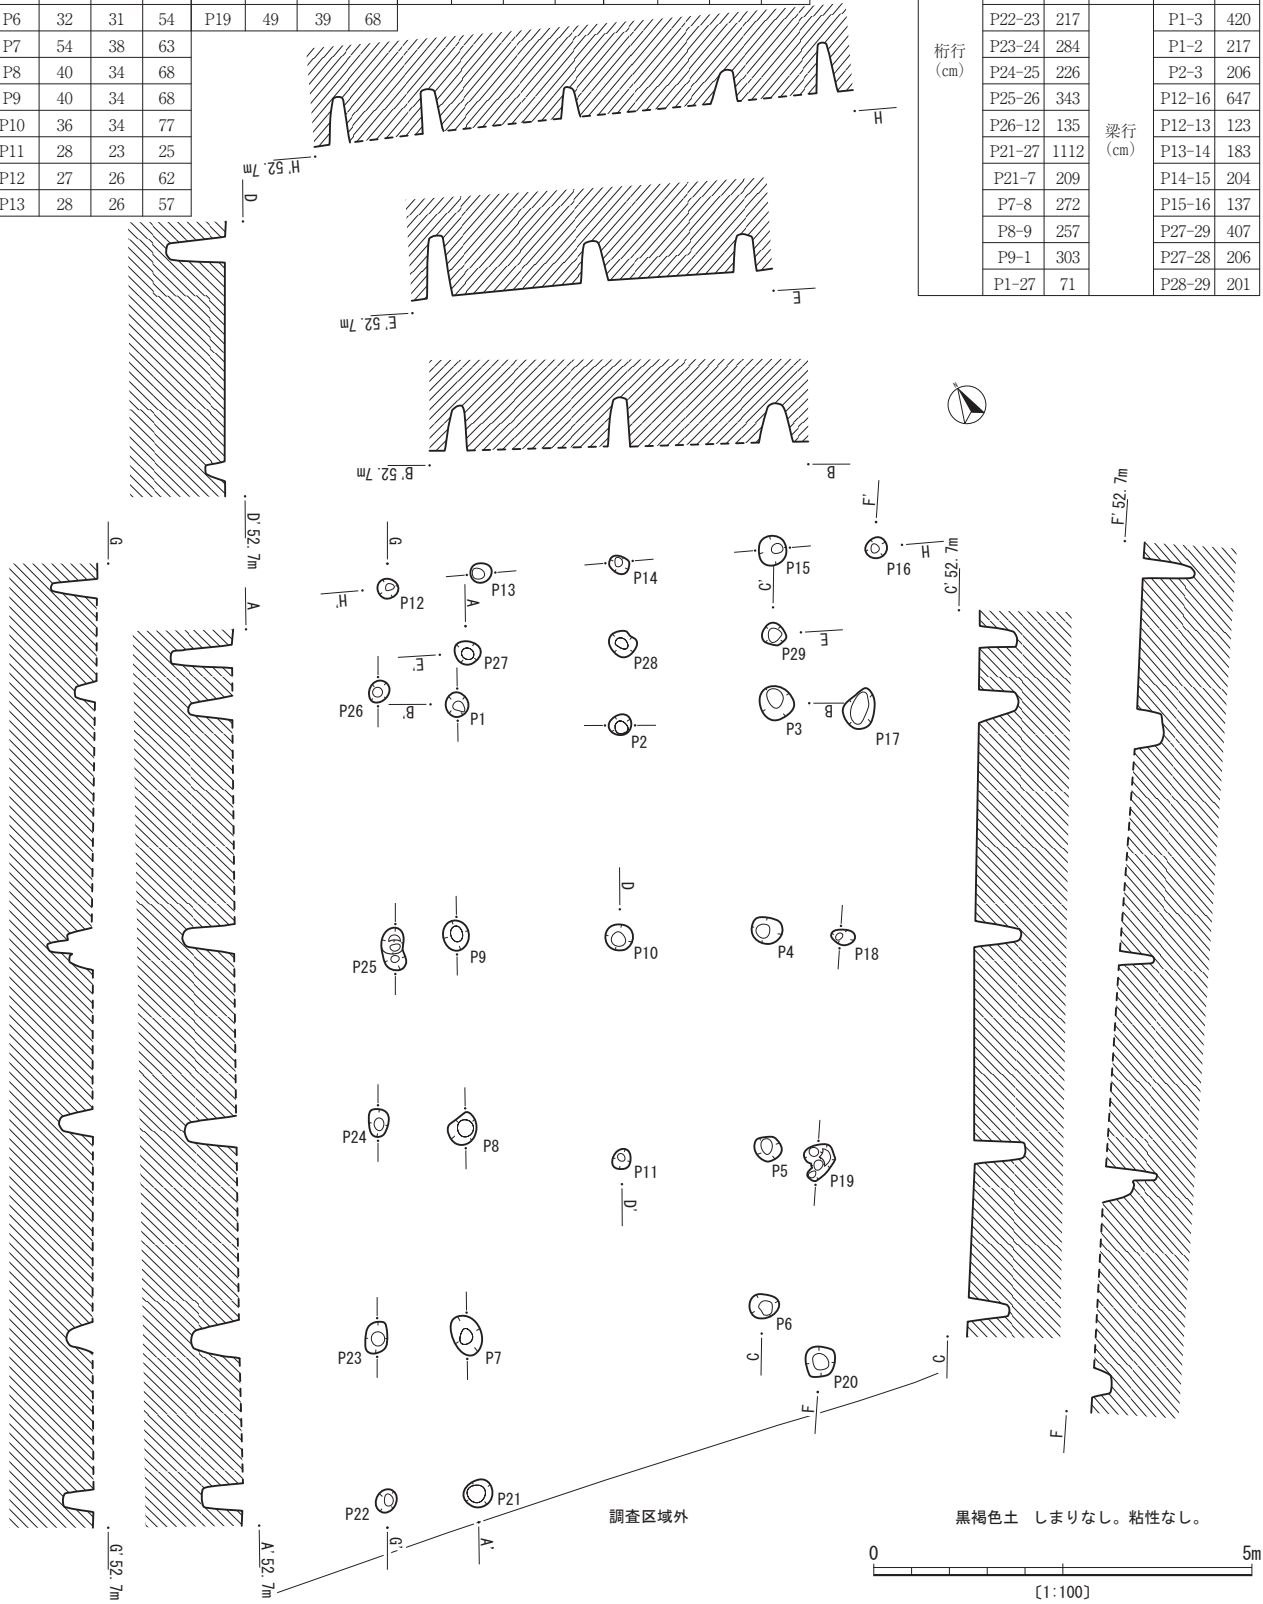 P6 32 31 54 P19 49 39 68
P7 54 38 63
P8 40 34 68
P9 40 34 68
P10 36 34 77
P11 28 23 25
P12 27 26 62
P13 28 26 57
桁行
(cm)
P22-23 217
P23-24 284
P24-25 226
P25-26 343
P26-12 135
P21-27 1112
P21-7 209
P7-8 272
P8-9 257
P9-1 303
P1-27 71
梁行
(cm)
P1-3 420
P1-2 217
P2-3 206
P12-16 647
P12-13 123
P13-14 183
P14-15 204
P15-16 137
P27-29 407
P27-28 206
P28-29 201
H
H' 52.7m
D
E
E' 52.7m
B' 52.7m
B
F'
F' 52.7m
G
D' 52.7m
G
H
C' 52.7m
A
H'
P12
P13
A
P14
P15
C'
P16
E'
P27
P28
P29
E
P26
B'
P1
P2
P3
B
P17
D
P25
P9
P10
P4
P18
P24
P8
P11
P5
P19
D'
P23
P7
P6
C
C
P20
F
F
P22
P21
G'
A'
調査区域外
黒褐色土 しまりなし。粘性なし。
G' 52.7m
A' 52.7m
0 5m
〔1:100〕